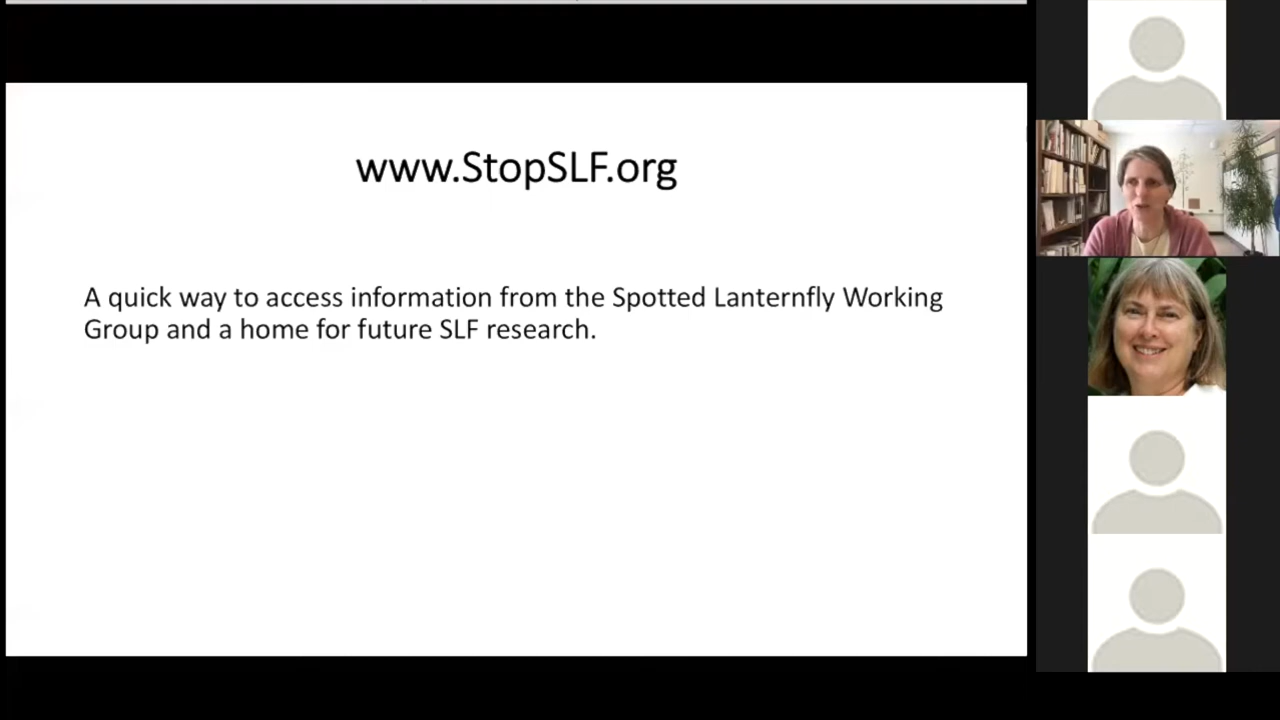 www.StopSLF.org
A quick way to access information from the Spotted Lanternfly Working
Group and a home for future SLF research.